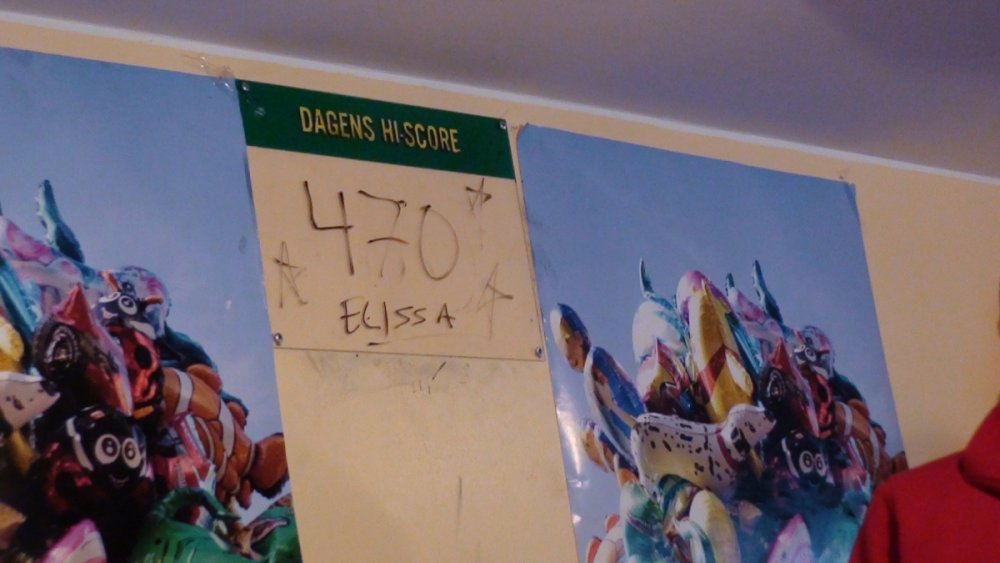 DAGENS HI-SCORE
470
ELISSA